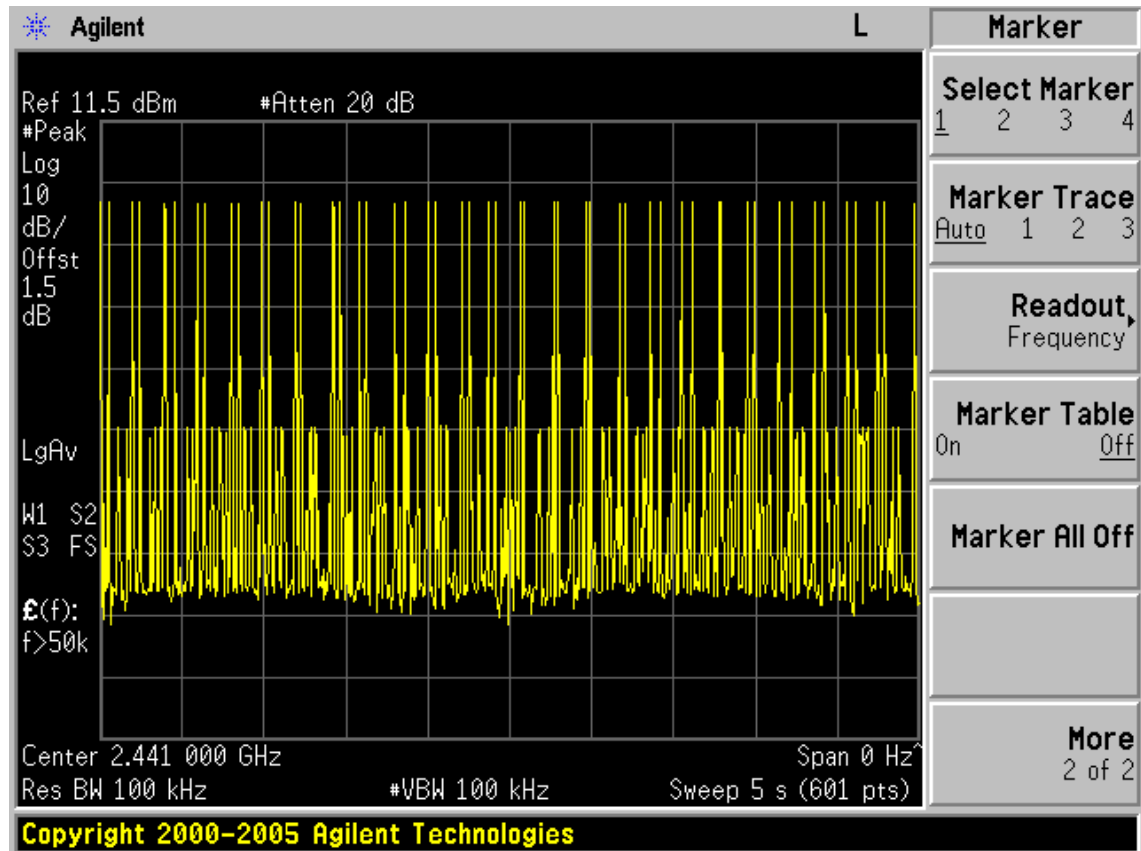 Agilent L
Ref 11.5 dBm #Atten 20 dB
#Peak
Log
10
dB/
Offst
1.5
dB
LgAv
W1 S2
S3 FS
£(f):
f>50k
Center 2.441 000 GHz Span 0 Hz^
Res BW 100 kHz #VBW 100 kHz Sweep 5 s (601 pts)
Copyright 2000-2005 Agilent Technologies
Marker
Select Marker
1 2 3 4
Marker Trace
Auto 1 2 3
Readout
Frequency
Marker Table
On Off
Marker All Off
More
2 of 2